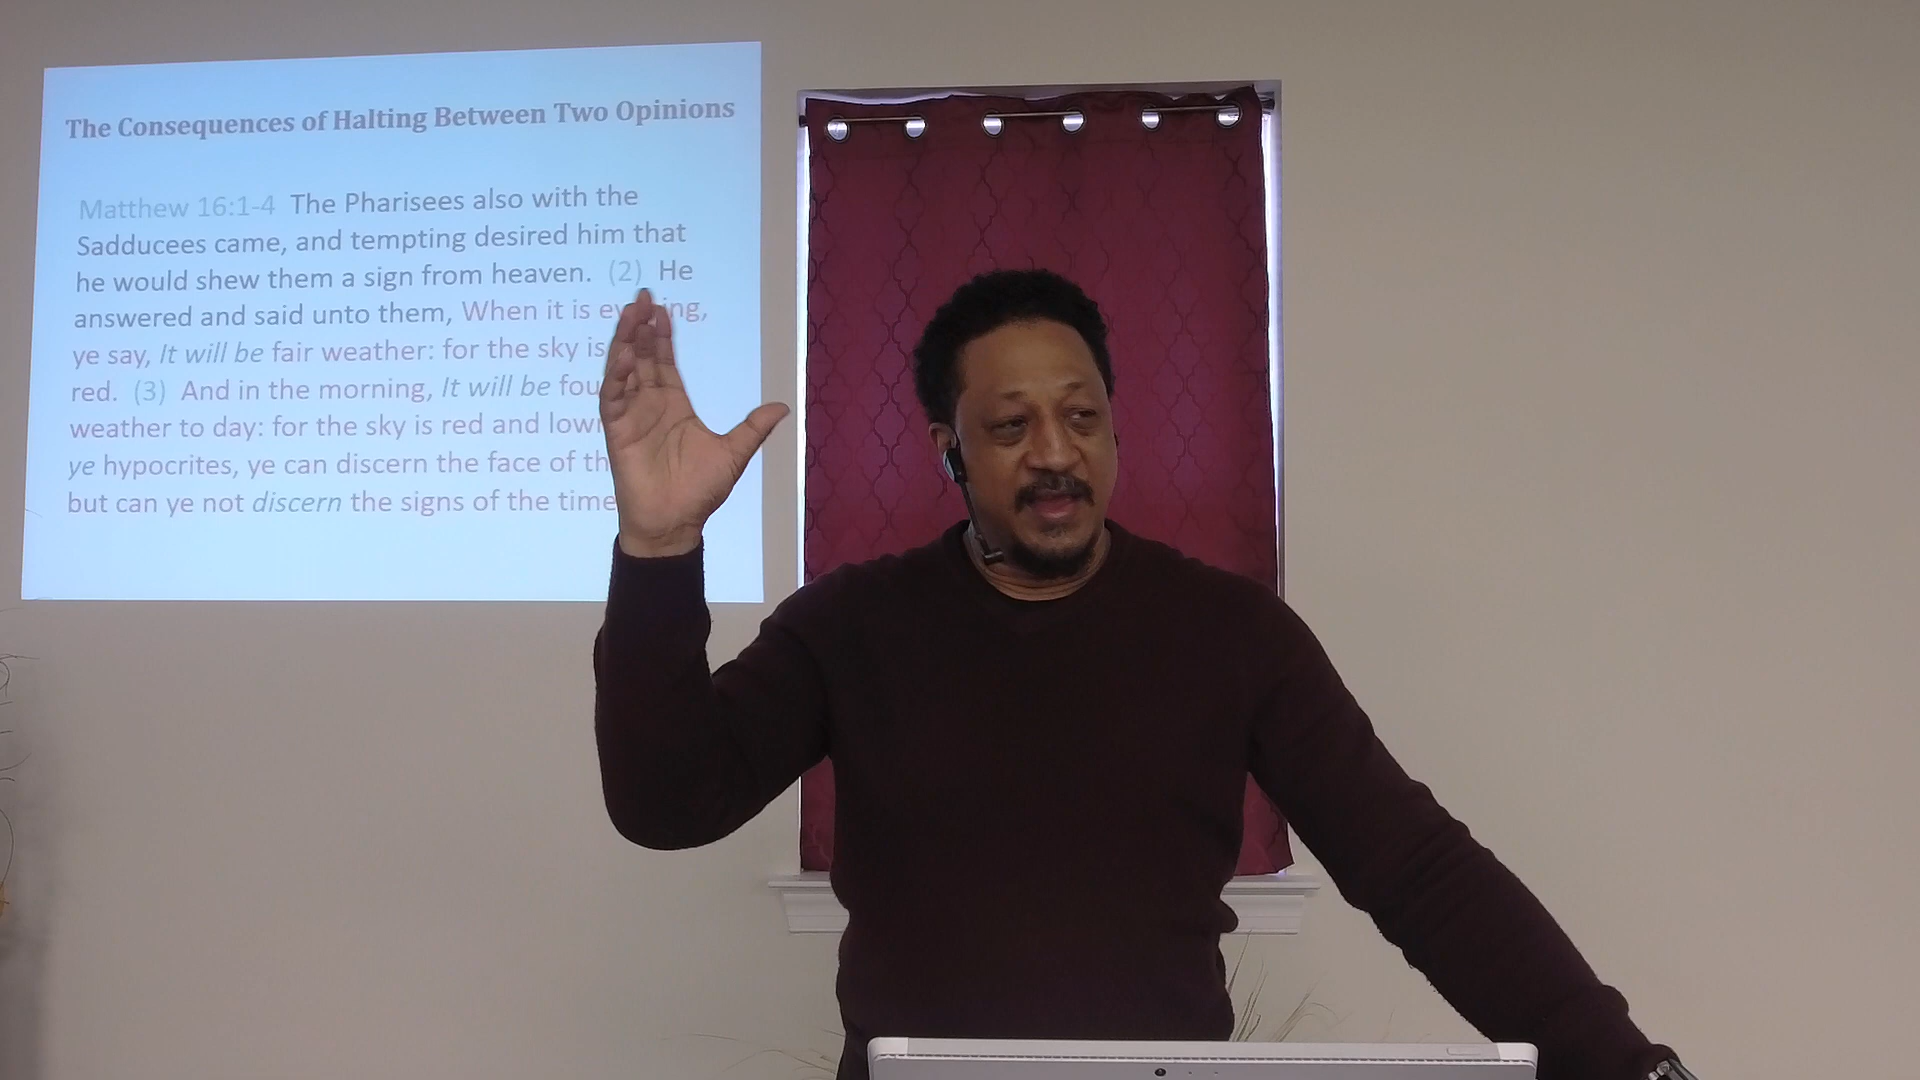 The Consequences of Halting Between Two Opinions
Matthew 16:1-4 The Pharisees also with the
Sadducees came, and tempting desired him that
he would shew them a sign from heaven. (2) He
answered and said unto them, When it is
ye say, It will be fair weather: for the sky is
red. (3) And in the morning, It will be
weather to day: for the sky is red and
ye hypocrites, ye can discern the face of
but can ye not discern the signs of the